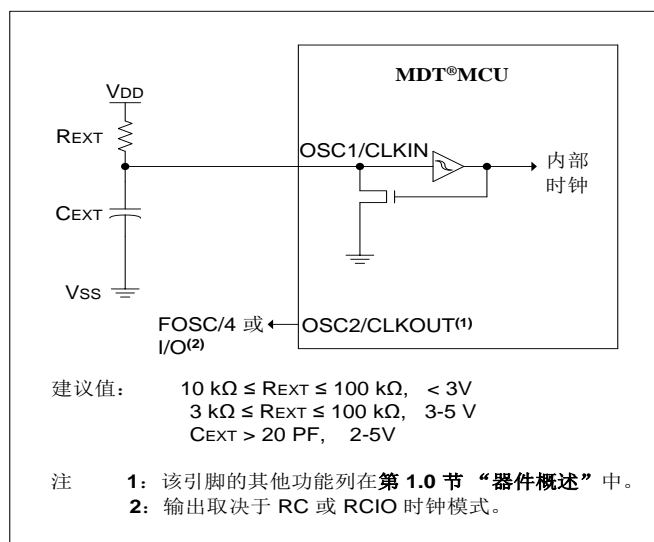 MDT®MCU
VDD
REXT
OSC1/CLKIN
内部
时钟
CEXT
VSS
FOSC/4 或
I/O(2)
OSC2/CLKOUT(1)
建议值： 10 kΩ ≤ REXT ≤ 100 kΩ, < 3V
3 kΩ ≤ REXT ≤ 100 kΩ, 3-5 V
CEXT > 20 PF, 2-5V
注 1：该引脚的其他功能列在第 1.0 节 “器件概述”中。
2：输出取决于 RC 或 RCIO 时钟模式。